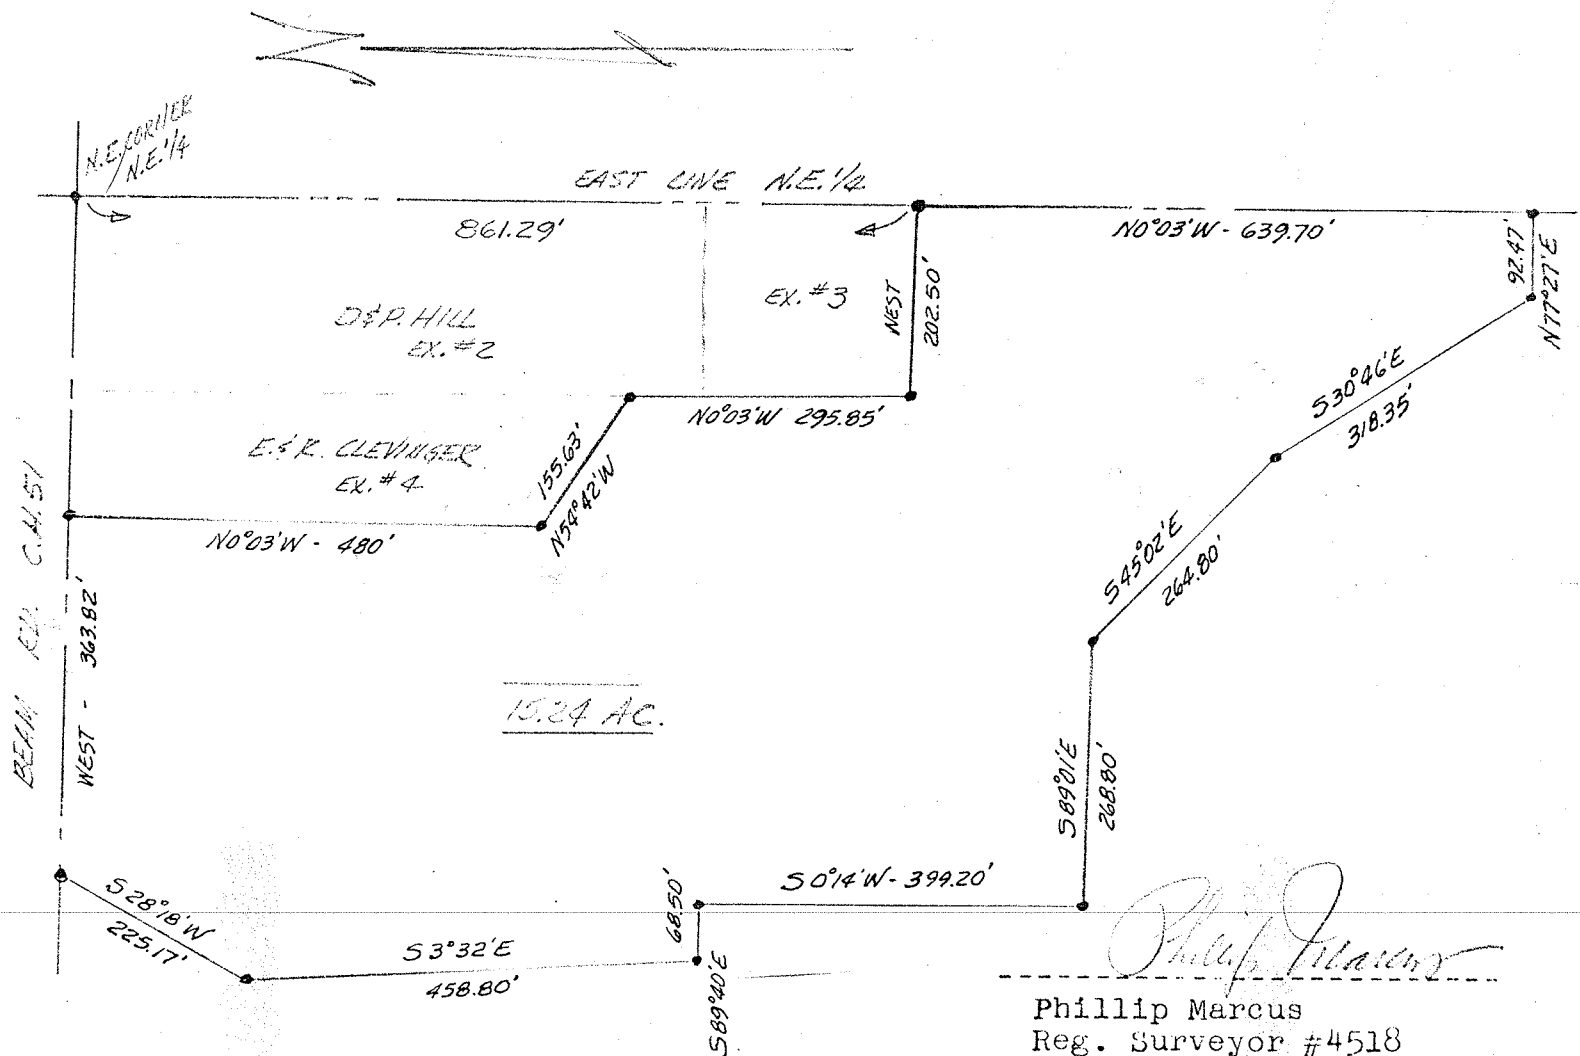 N.E. CORNER
N.E. 1/4
EAST LINE N.E. 1/4
861.29'
N0°03'W - 639.70'
92.47'
N77°27'E
D&P. HILL
EX. #2
EX. #3
NEST
202.50'
S30°46'E
318.35'
N0°03'W 295.85'
E. & R. CLEVINGER
EX. #4
155.63'
N54°42'W
N0°03'W - 480'
BEAM RD. C.H. 51
WEST - 363.82'
S45°02'E
264.80'
15.24 AC.
S89°01'E
268.80'
S0°14'W - 399.20'
S28°18'W
225.17'
S3°32'E
458.80'
68.50'
S89°40'E
Phillip Marcus
Phillip Marcus
Reg. Surveyor #4518